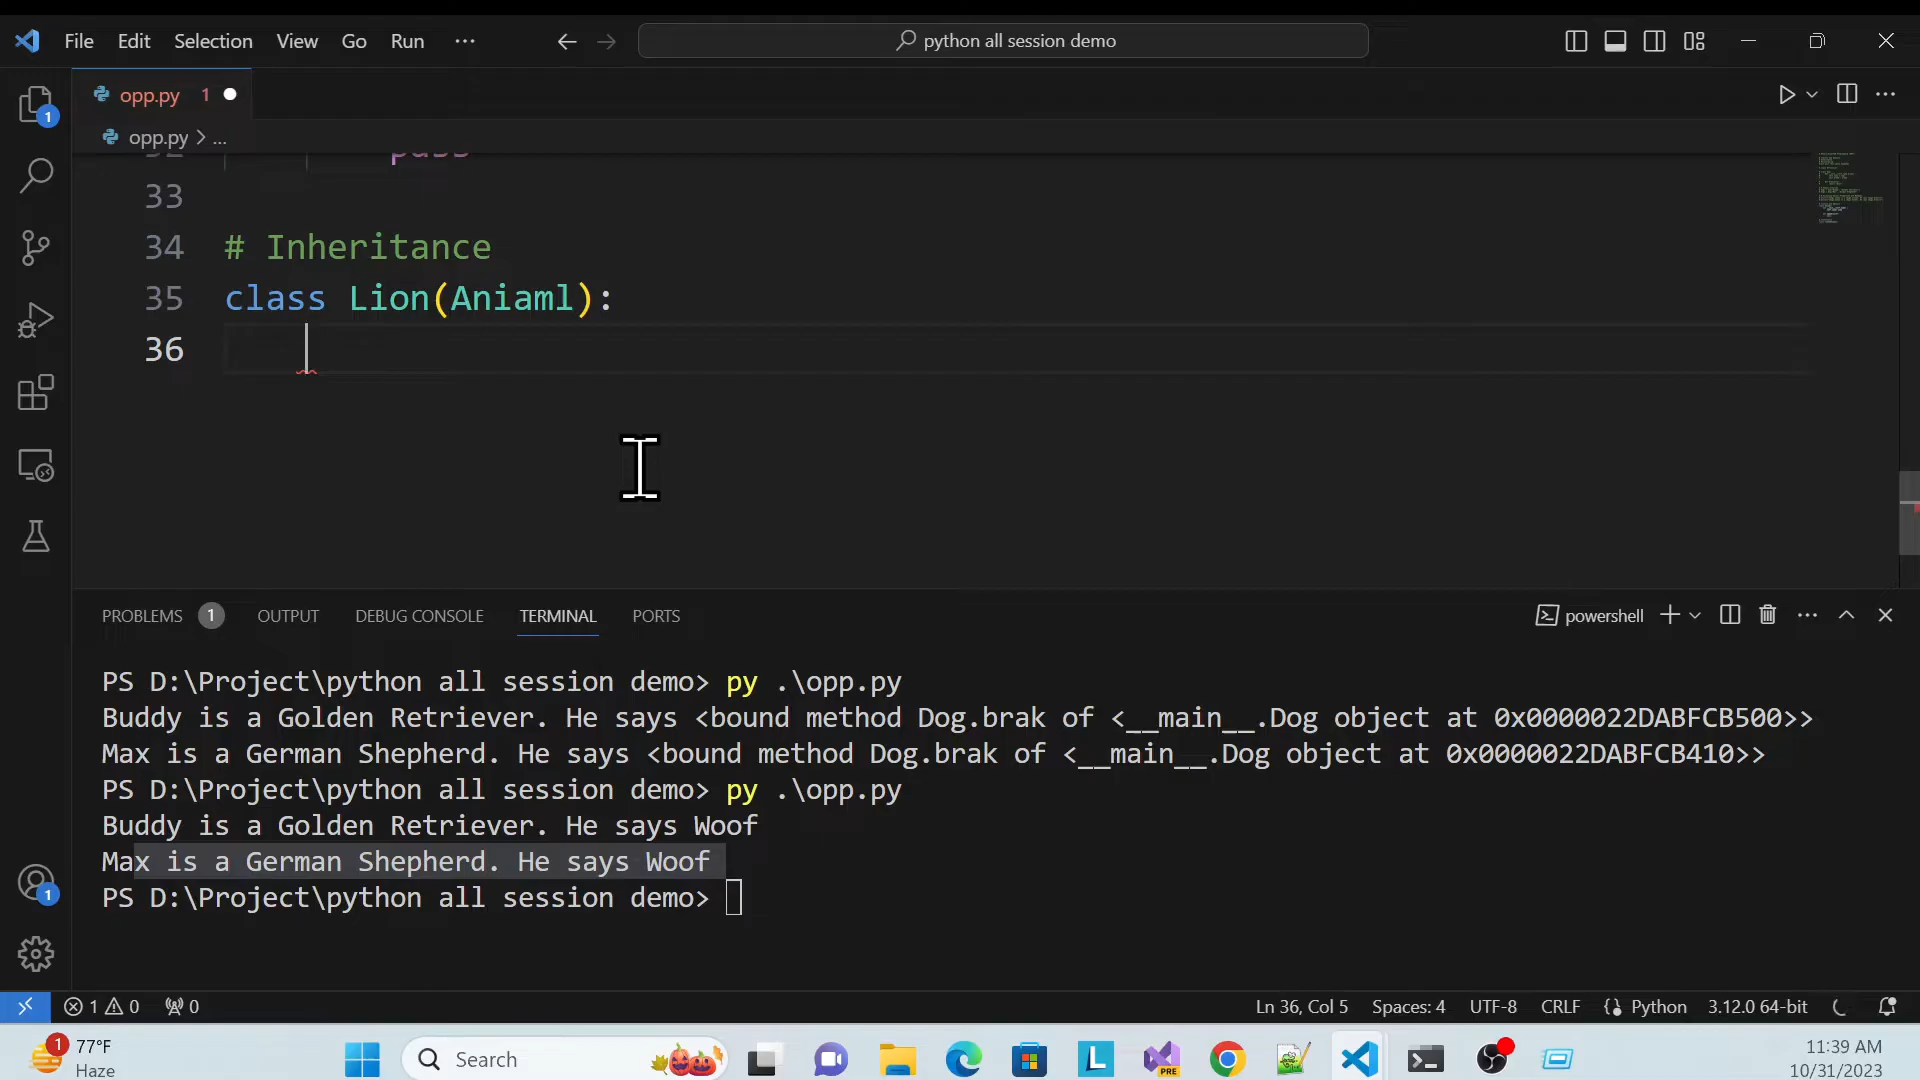 File Edit Selection View Go Run ... python all session demo
opp.py 1
opp.py > ...
32 pass
33
34 # Inheritance
35 class Lion(Aniaml):
36
PROBLEMS 1 OUTPUT DEBUG CONSOLE TERMINAL PORTS powershell
PS D:\Project\python all session demo> py .\opp.py
Buddy is a Golden Retriever. He says <bound method Dog.brak of <__main__.Dog object at 0x0000022DABFCB500>>
Max is a German Shepherd. He says <bound method Dog.brak of <__main__.Dog object at 0x0000022DABFCB410>>
PS D:\Project\python all session demo> py .\opp.py
Buddy is a Golden Retriever. He says Woof
Max is a German Shepherd. He says Woof
PS D:\Project\python all session demo>
1 0 0 Ln 36, Col 5 Spaces: 4 UTF-8 CRLF Python 3.12.0 64-bit
1 77°F Search PRE 11:39 AM
Haze 10/31/2023